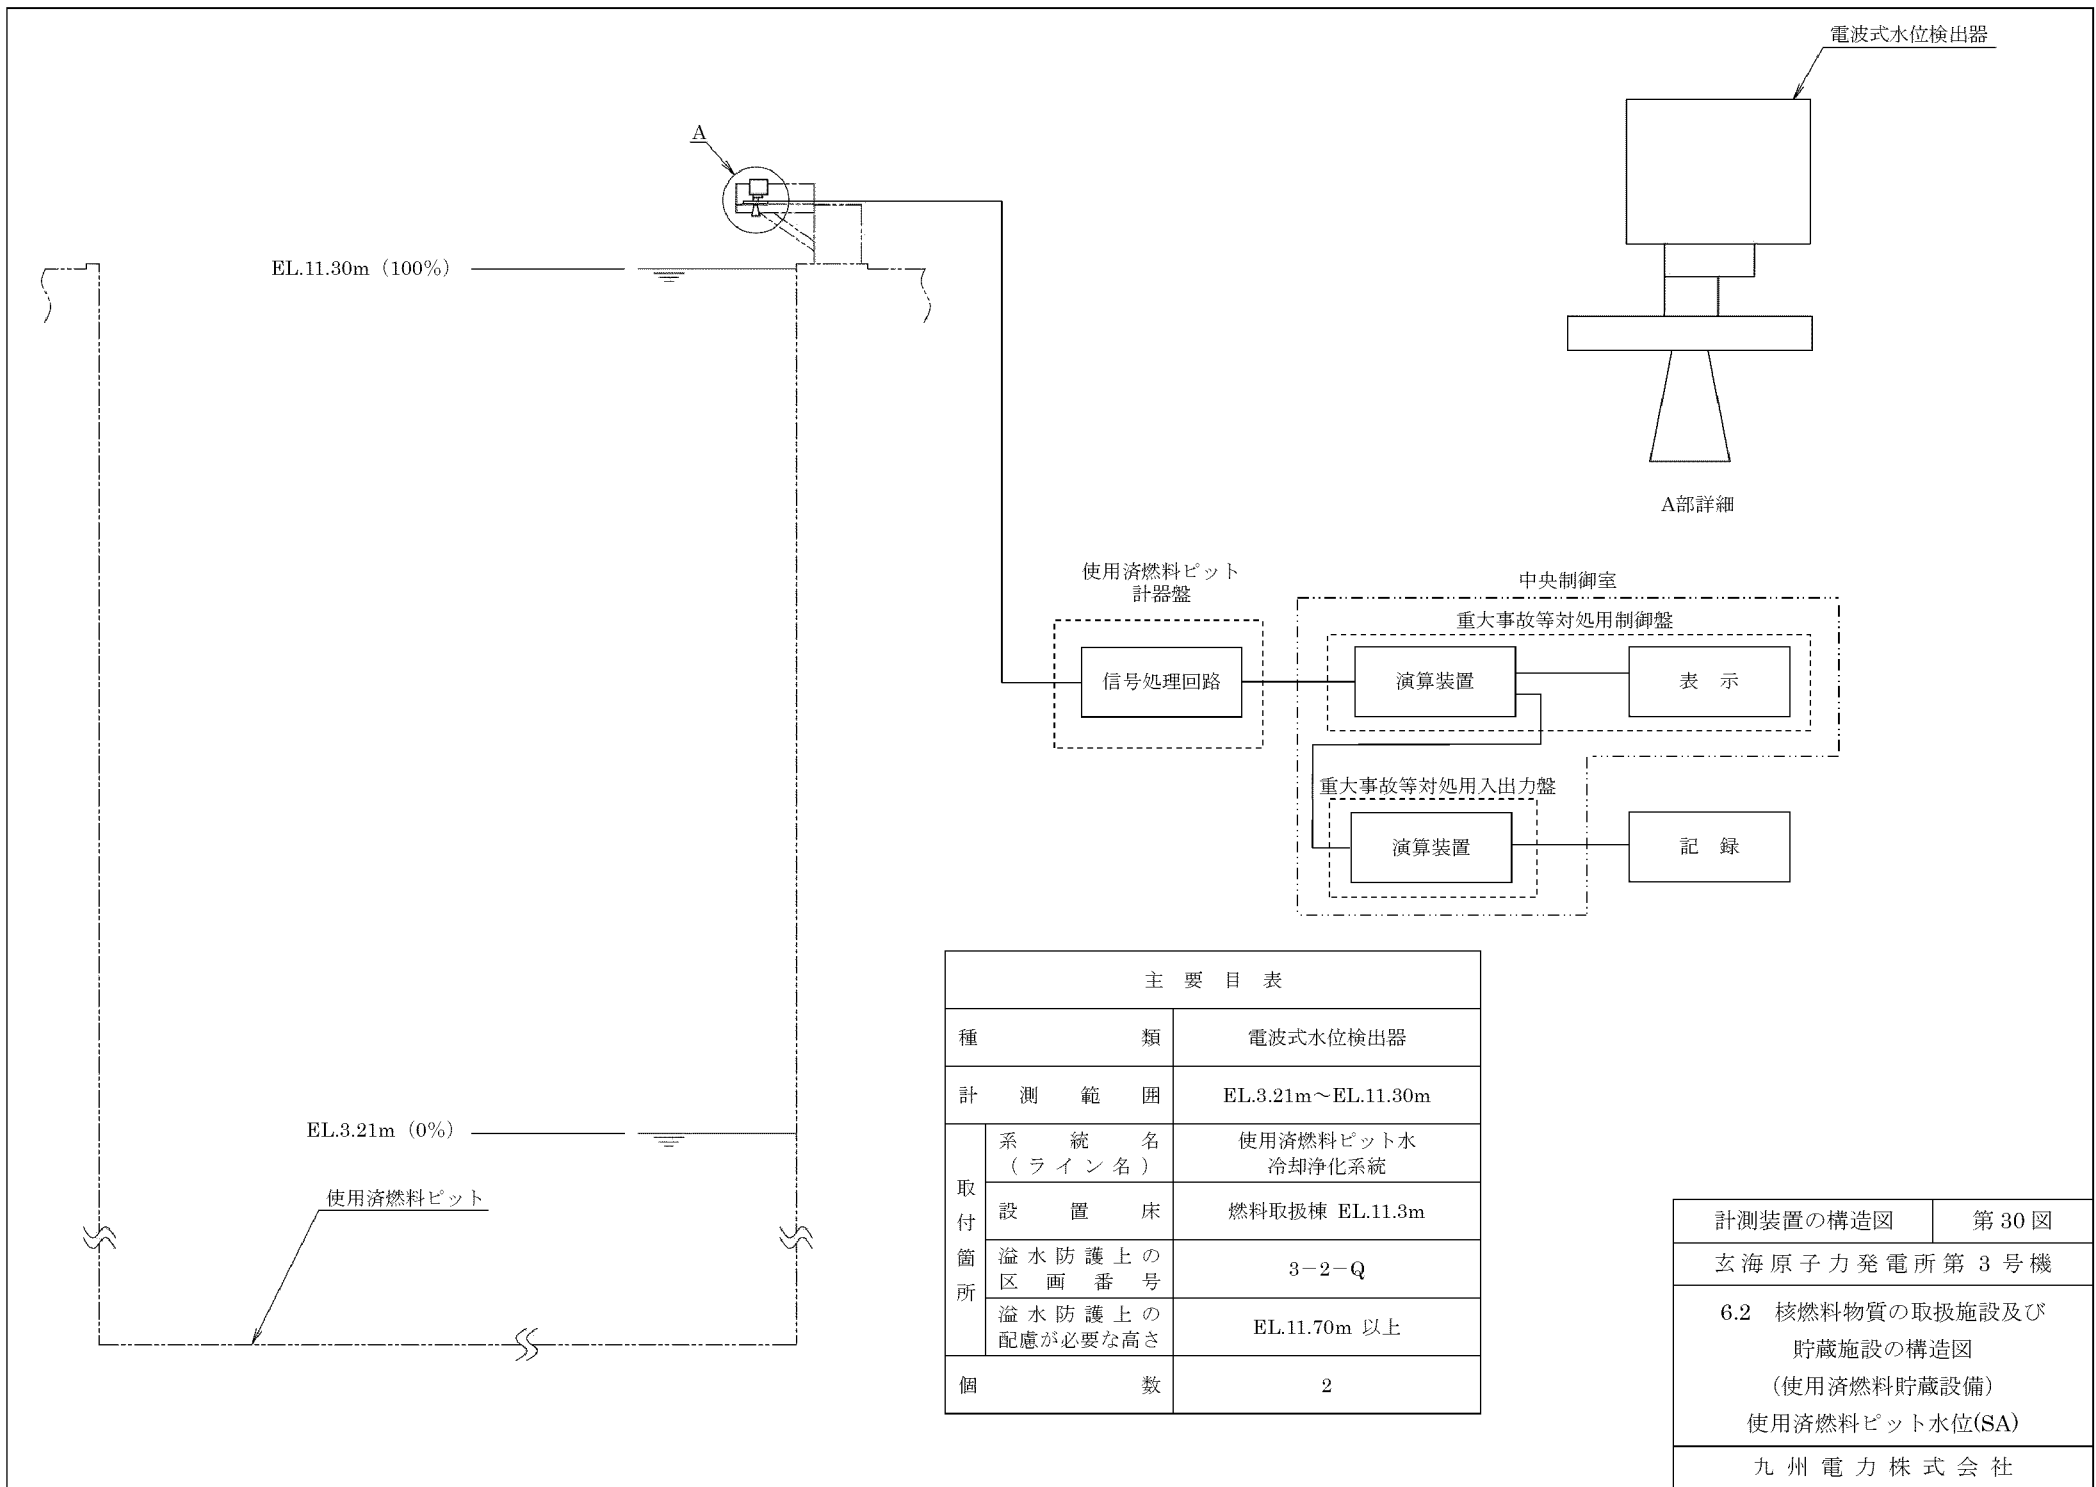 電波式水位検出器
A
EL.11.30m（100%）
A部詳細
使用済燃料ピット
計器盤
中央制御室
重大事故等対処用制御盤
信号処理回路
演算装置
表 示
重大事故等対処用入出力盤
演算装置
記 録
EL.3.21m（0%）
使用済燃料ピット
主 要 目 表
種 類 電波式水位検出器
計 測 範 囲 EL.3.21m～EL.11.30m
取付箇所
系 統 名
（ライン名）
使用済燃料ピット水
冷却浄化系統
設 置 床 燃料取扱棟 EL.11.3m
溢水防護上の
区 画 番 号
3－2－Q
溢水防護上の
配慮が必要な高さ
EL.11.70m 以上
個 数 2
計測装置の構造図 第 30 図
玄海原子力発電所第 3 号機
6.2 核燃料物質の取扱施設及び
貯蔵施設の構造図
（使用済燃料貯蔵設備）
使用済燃料ピット水位(SA)
九州電力株式会社